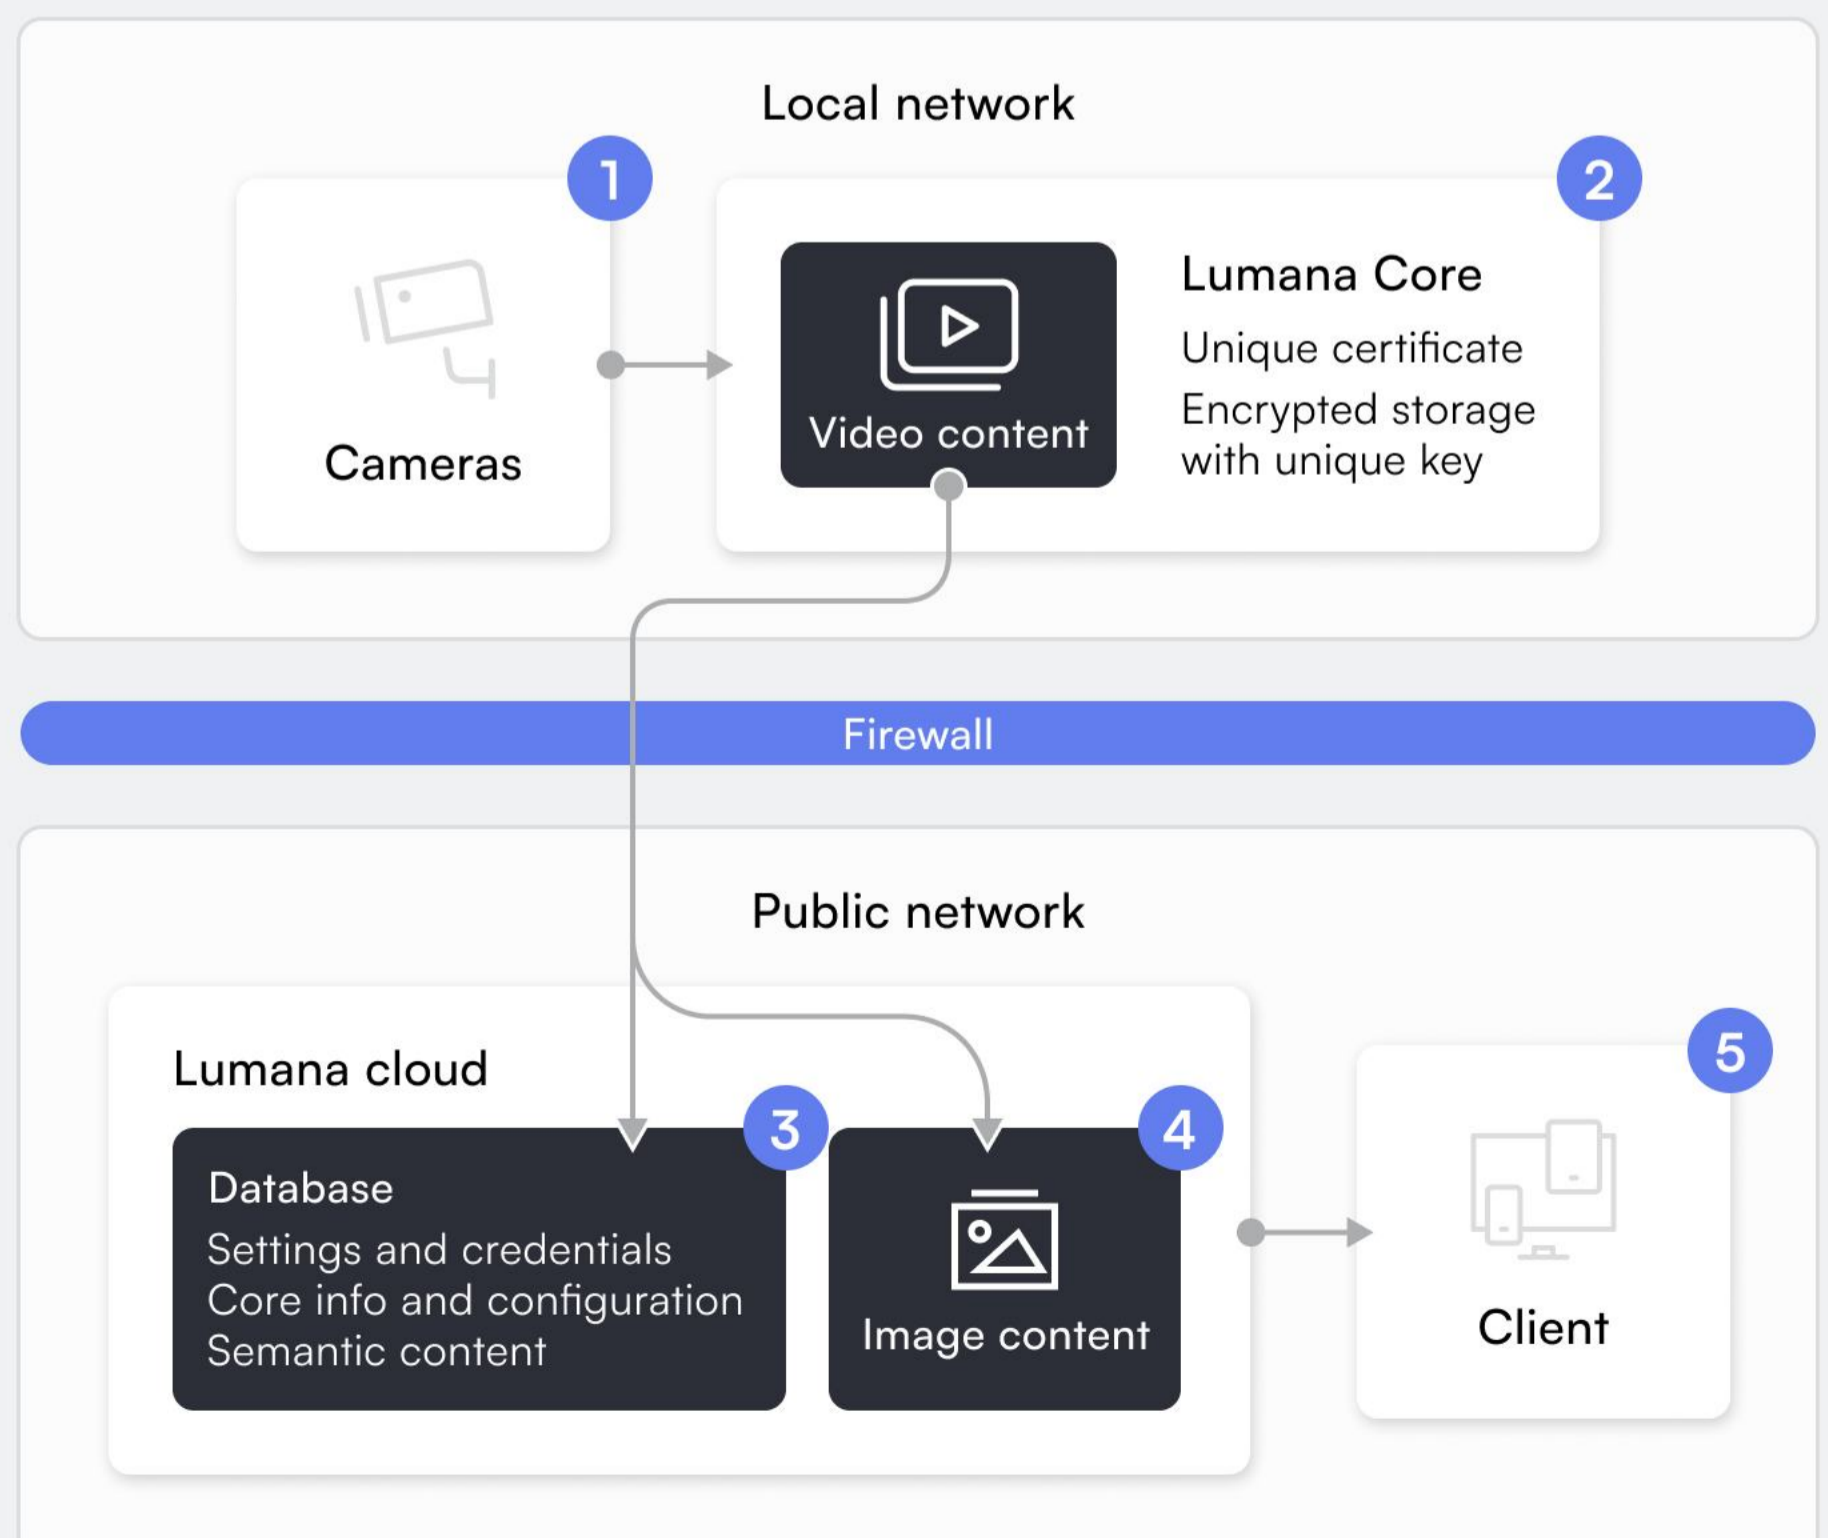 Local network
1
2
Cameras
Video content
Lumana Core
Unique certificate
Encrypted storage
with unique key
Firewall
Public network
Lumana cloud
3
Database
Settings and credentials
Core info and configuration
Semantic content
4
Image content
5
Client